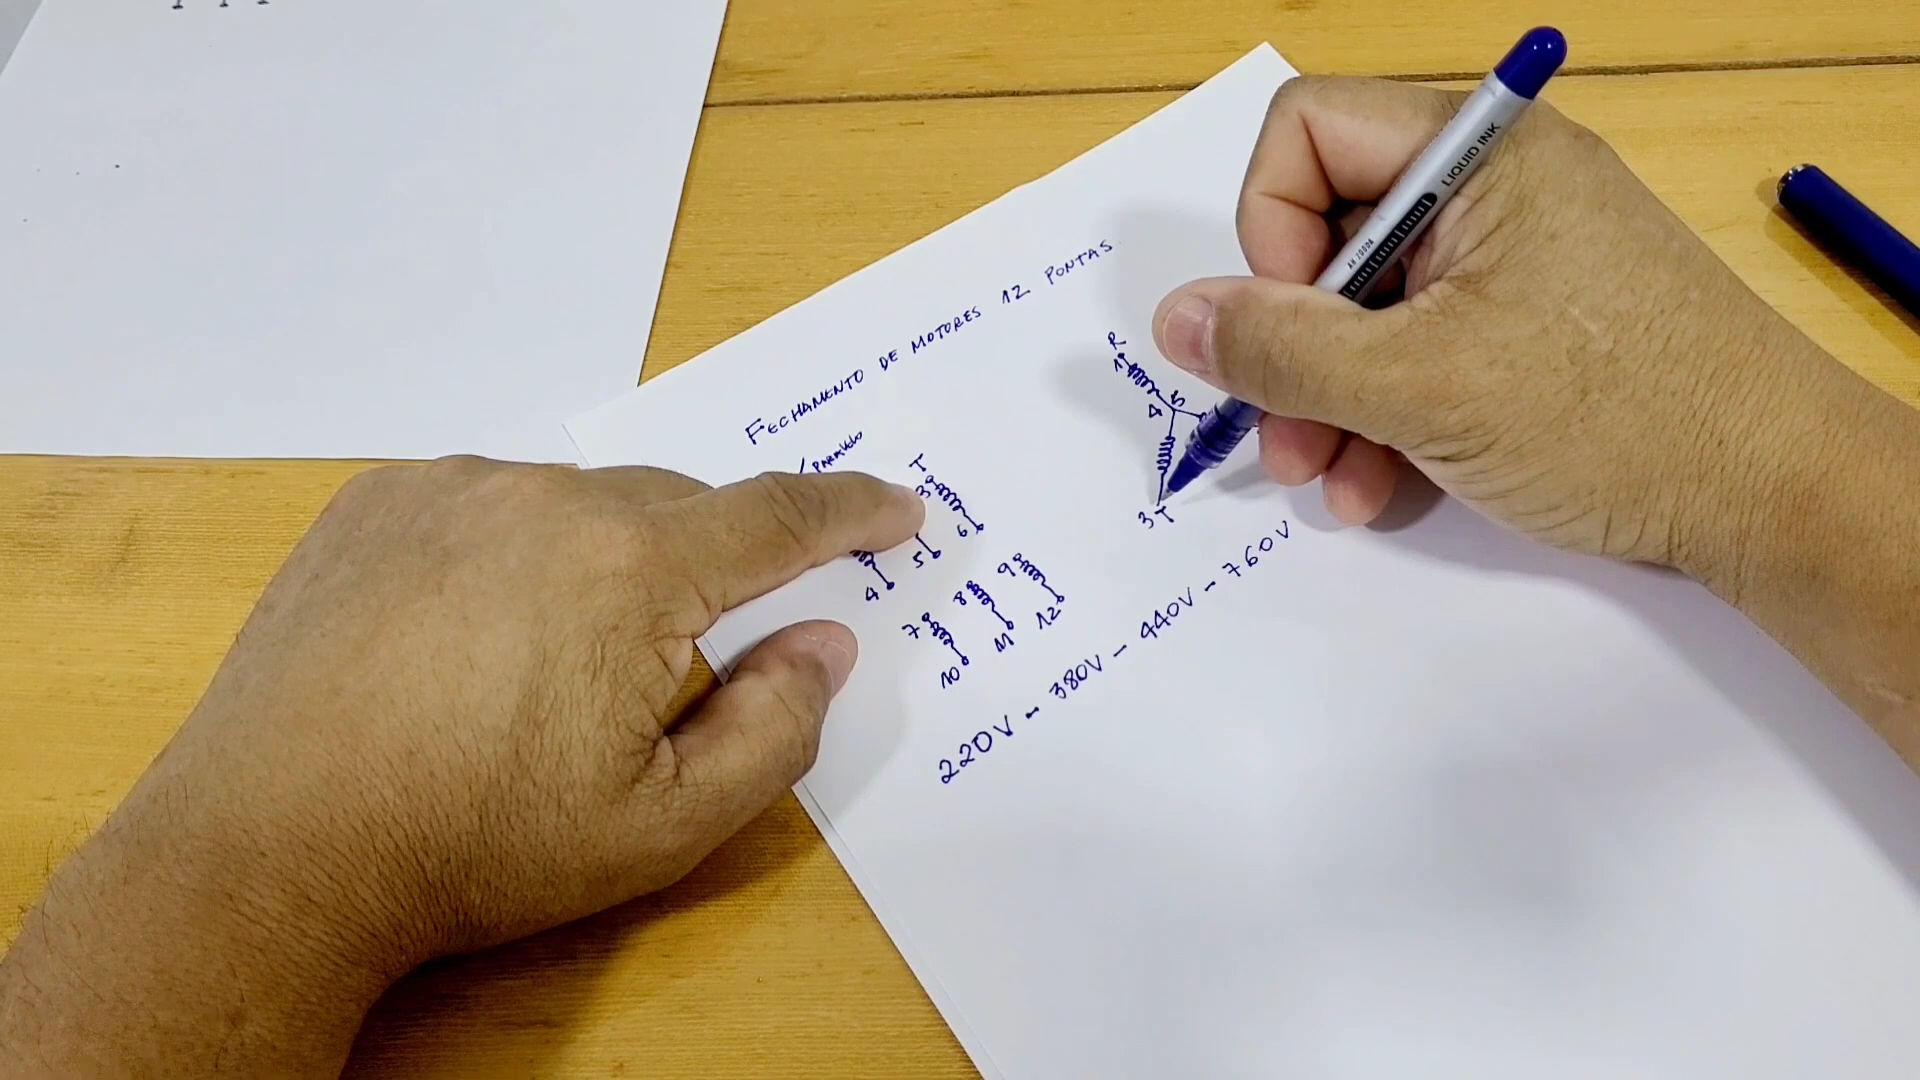 FECHAMENTO DE MOTORES 12 PONTAS
PARALELO
T
3
4 5 6
7 8 9
10 11 12
R
1
4 5
3 T
220V - 380V - 440V - 760V
LIQUID INK